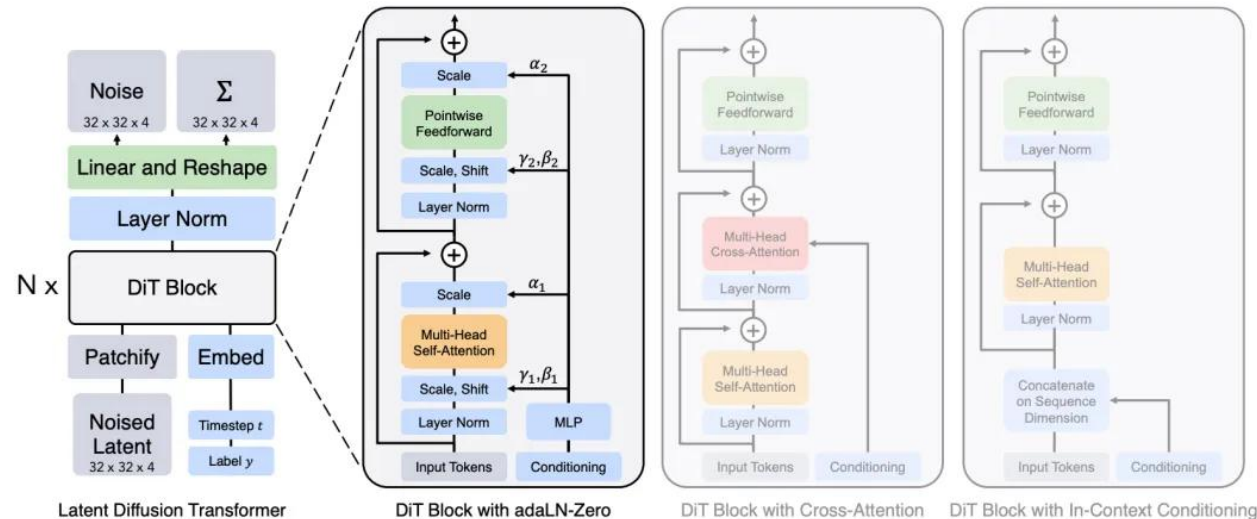 Noise
32 x 32 x 4
Σ
32 x 32 x 4
Linear and Reshape
Layer Norm
N x
DiT Block
Patchify
Embed
Noised
Latent
32 x 32 x 4
Timestep t
Label y
Latent Diffusion Transformer
+
Scale
α₂
Pointwise
Feedforward
Scale, Shift
γ₂,β₂
Layer Norm
+
Scale
α₁
Multi-Head
Self-Attention
Scale, Shift
γ₁,β₁
Layer Norm
MLP
Input Tokens
Conditioning
DiT Block with adaLN-Zero
+
Pointwise
Feedforward
Layer Norm
+
Multi-Head
Cross-Attention
Layer Norm
+
Multi-Head
Self-Attention
Layer Norm
Input Tokens
Conditioning
DiT Block with Cross-Attention
+
Pointwise
Feedforward
Layer Norm
+
Multi-Head
Self-Attention
Layer Norm
Concatenate
on Sequence
Dimension
Input Tokens
Conditioning
DiT Block with In-Context Conditioning